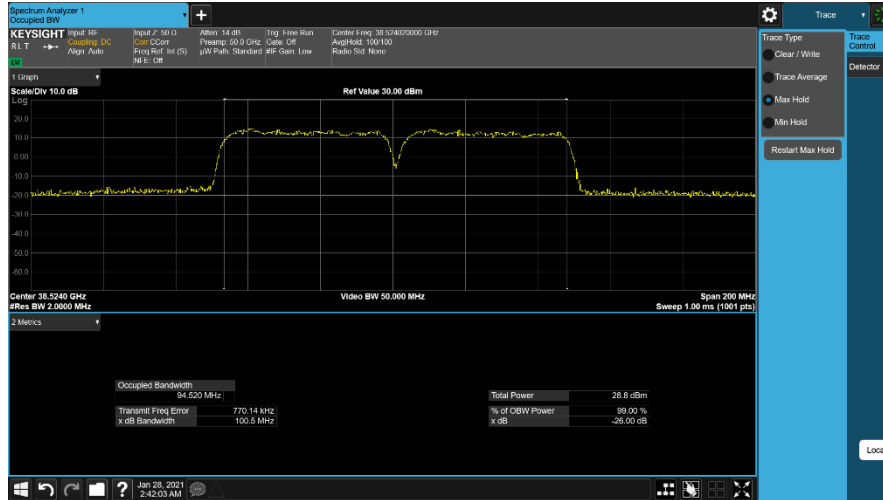 Spectrum Analyzer 1
Occupied BW
+
Trace
KEYSIGHT
R L T
Input: RF
Coupling: DC
Align: Auto
Input Z: 50 Ω
Corr CCorr
Freq Ref: Int (S)
NFE: Off
Atten: 14 dB
Preamp: 50.0 GHz
µW Path: Standard
Trig: Free Run
Gate: Off
#IF Gain: Low
Center Freq: 38.524020000 GHz
Avg|Hold: 100/100
Radio Std: None
Trace Type
Clear / Write
Trace Average
Max Hold
Min Hold
Restart Max Hold
Trace
Control
Detector
1 Graph
Scale/Div 10.0 dB
Ref Value 30.00 dBm
Log
20.0
10.0
0.00
-10.0
-20.0
-30.0
-40.0
-50.0
-60.0
Center 38.5240 GHz
#Res BW 2.0000 MHz
Video BW 50.000 MHz
Span 200 MHz
Sweep 1.00 ms (1001 pts)
2 Metrics
Occupied Bandwidth
94.520 MHz
Transmit Freq Error 770.14 kHz
x dB Bandwidth 100.5 MHz
Total Power 28.8 dBm
% of OBW Power 99.00 %
x dB -26.00 dB
Loca
?
Jan 28, 2021
2:42:03 AM